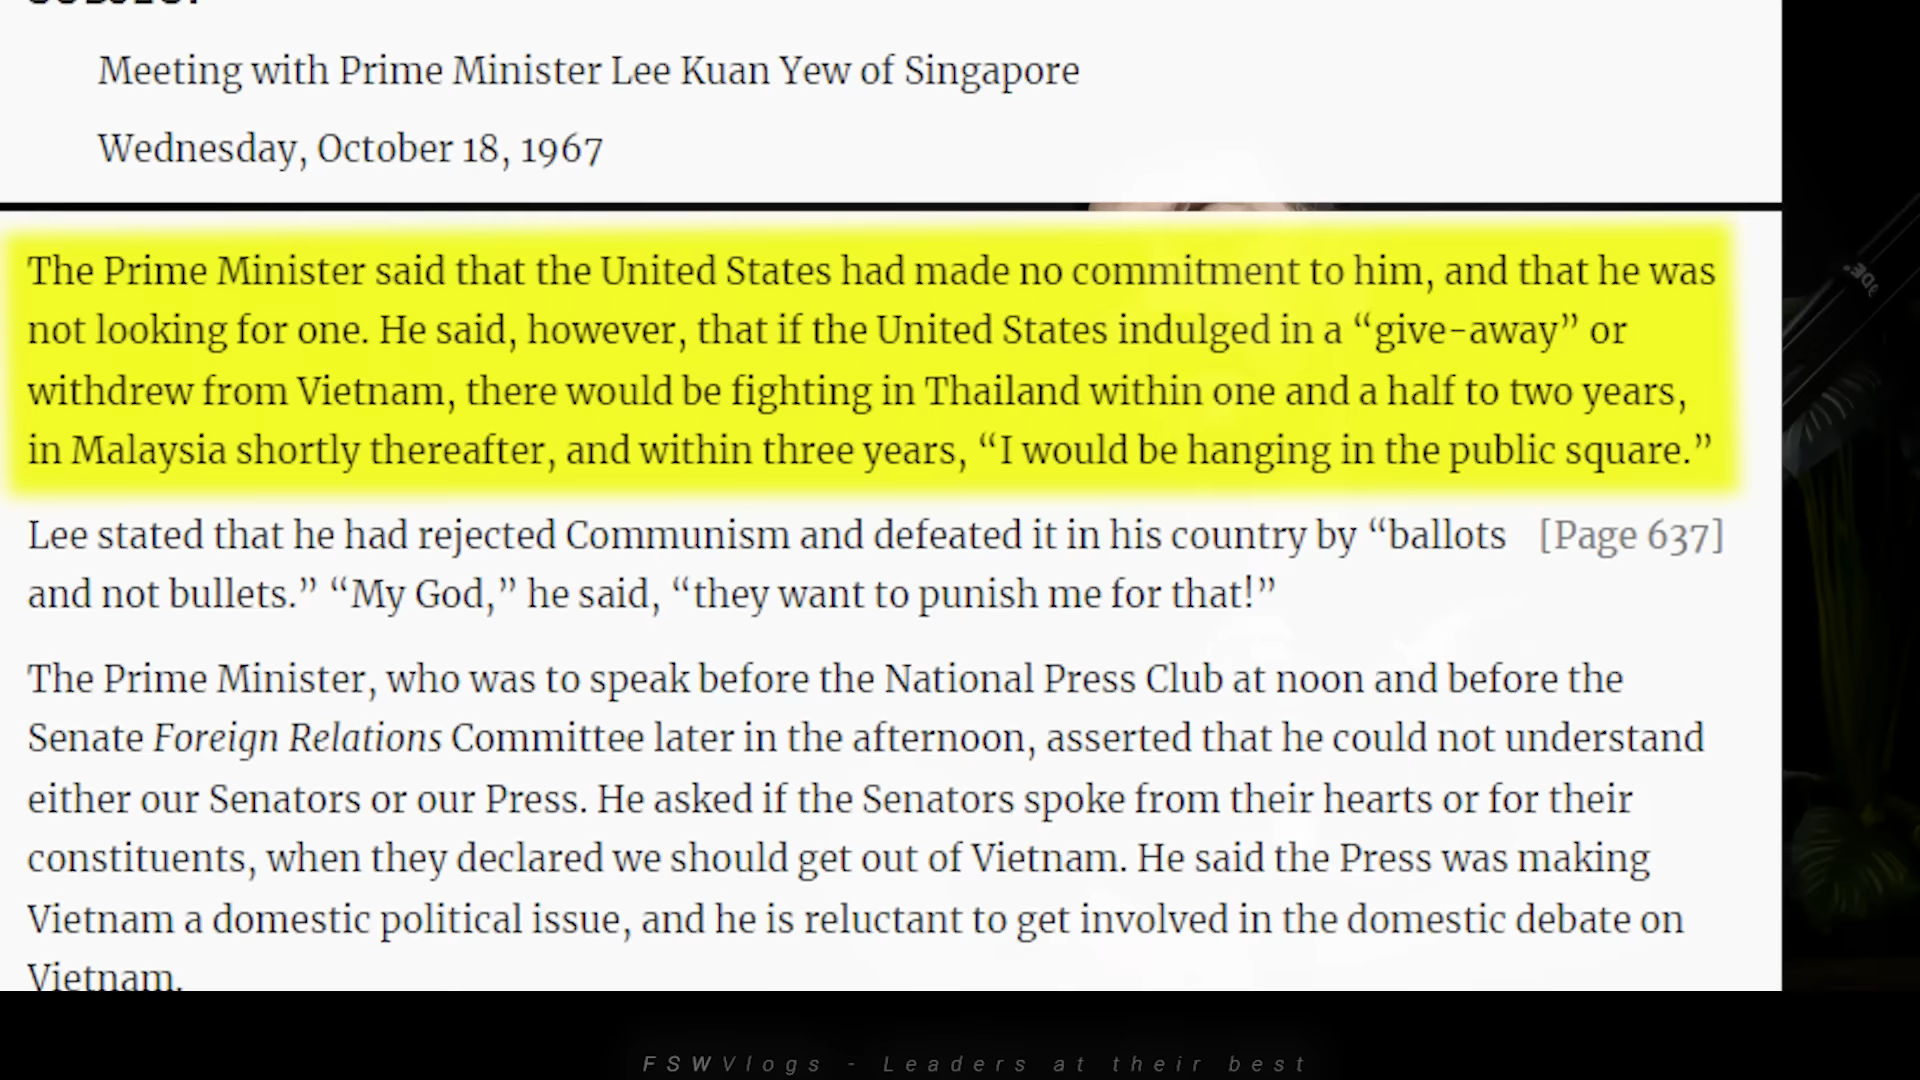 Meeting with Prime Minister Lee Kuan Yew of Singapore
Wednesday, October 18, 1967
The Prime Minister said that the United States had made no commitment to him, and that he was
not looking for one. He said, however, that if the United States indulged in a “give-away” or
withdrew from Vietnam, there would be fighting in Thailand within one and a half to two years,
in Malaysia shortly thereafter, and within three years, “I would be hanging in the public square.”
Lee stated that he had rejected Communism and defeated it in his country by “ballots [Page 637]
and not bullets.” “My God,” he said, “they want to punish me for that!”
The Prime Minister, who was to speak before the National Press Club at noon and before the
Senate Foreign Relations Committee later in the afternoon, asserted that he could not understand
either our Senators or our Press. He asked if the Senators spoke from their hearts or for their
constituents, when they declared we should get out of Vietnam. He said the Press was making
Vietnam a domestic political issue, and he is reluctant to get involved in the domestic debate on
Vietnam.
FSWVlogs - Leaders at their best